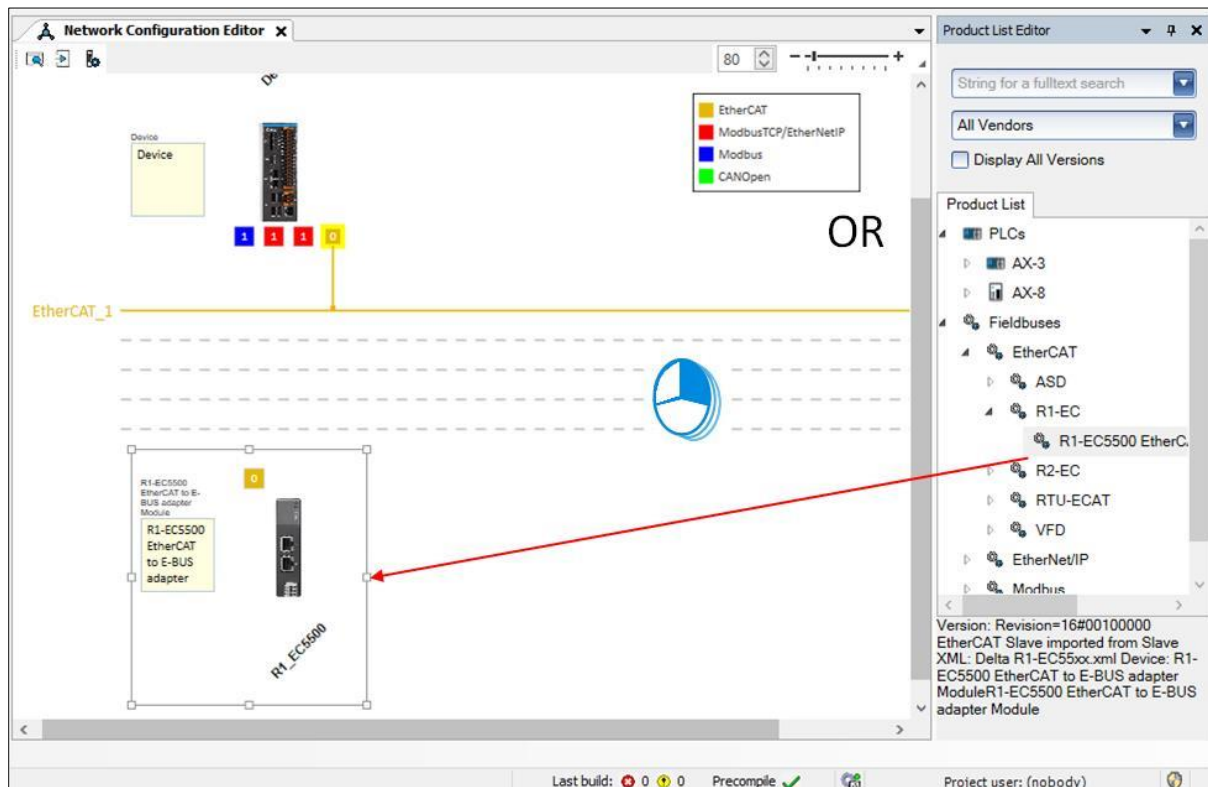 Network Configuration Editor
80
De
EtherCAT
ModbusTCP/EtherNetIP
Modbus
CANOpen
Device
Device
1 1 1 0
OR
EtherCAT_1
0
R1-EC5500
EtherCAT to E-
BUS adapter
Module
R1-EC5500
EtherCAT
to E-BUS
adapter
R1_EC5500
Product List Editor
String for a fulltext search
All Vendors
Display All Versions
Product List
PLCs
AX-3
AX-8
Fieldbuses
EtherCAT
ASD
R1-EC
R1-EC5500 EtherC
R2-EC
RTU-ECAT
VFD
EtherNet/IP
Modbus
Version: Revision=16#00100000
EtherCAT Slave imported from Slave
XML: Delta R1-EC55xx.xml Device: R1-
EC5500 EtherCAT to E-BUS adapter
ModuleR1-EC5500 EtherCAT to E-BUS
adapter Module
Last build: 0 0 Precompile Project user: (nobody)